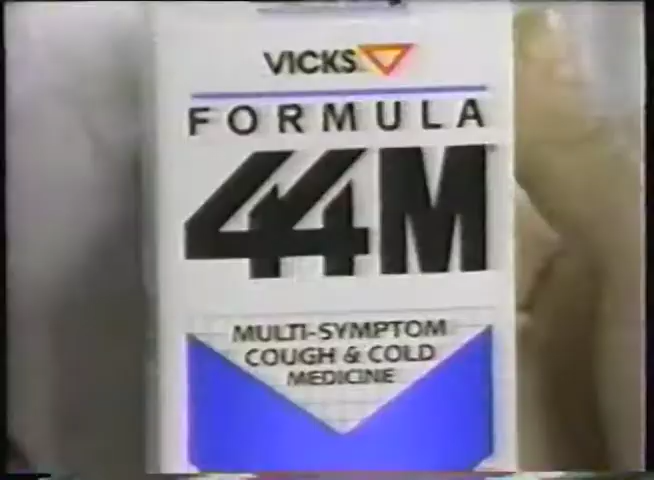 VICKS
FORMULA
44M
MULTI-SYMPTOM
COUGH & COLD
MEDICINE